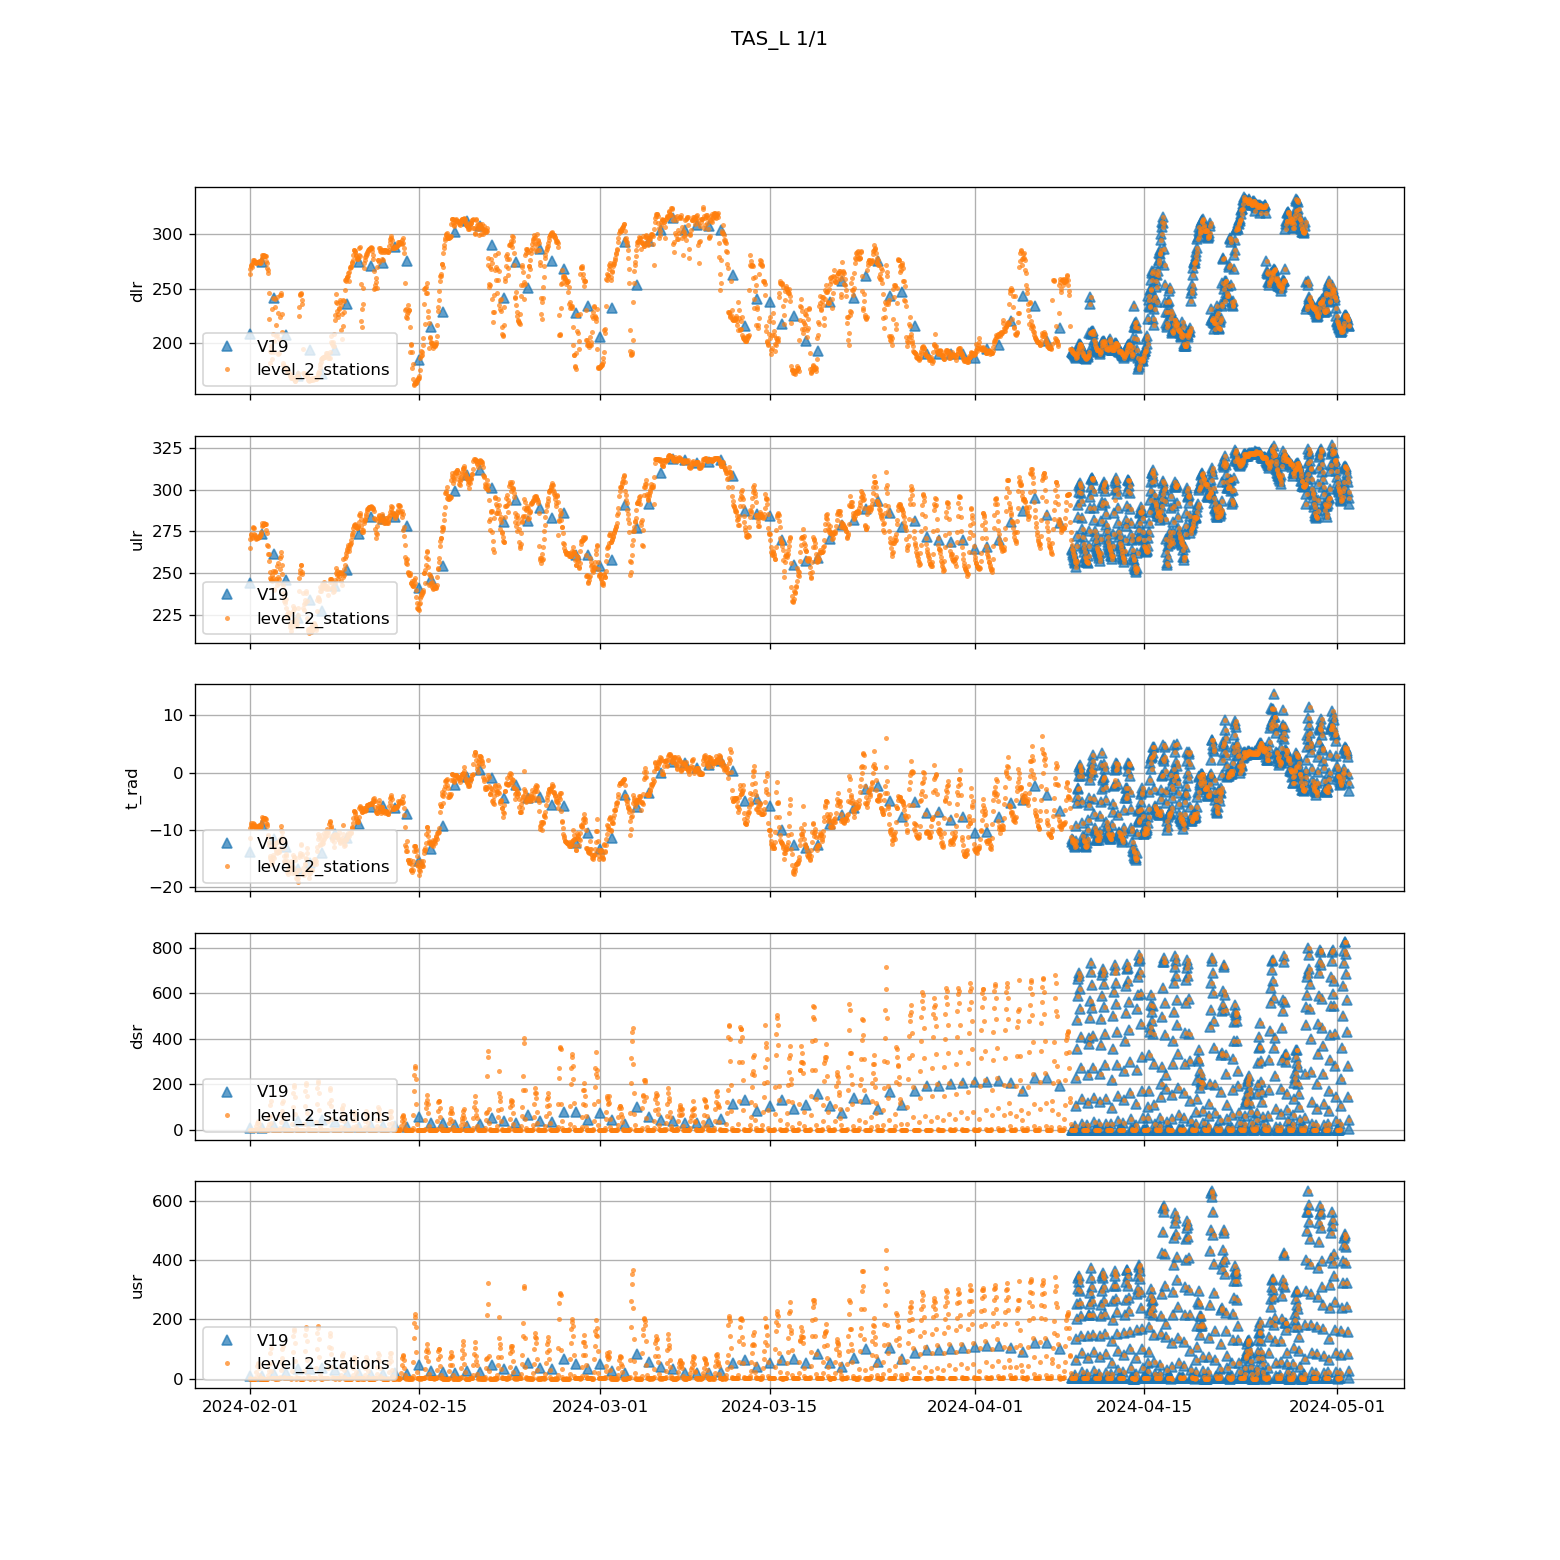 TAS_L 1/1
dlr
300
250
200
V19
level_2_stations
ulr
325
300
275
250
225
V19
level_2_stations
t_rad
10
0
−10
−20
V19
level_2_stations
dsr
800
600
400
200
0
V19
level_2_stations
usr
600
400
200
0
V19
level_2_stations
2024-02-01 2024-02-15 2024-03-01 2024-03-15 2024-04-01 2024-04-15 2024-05-01